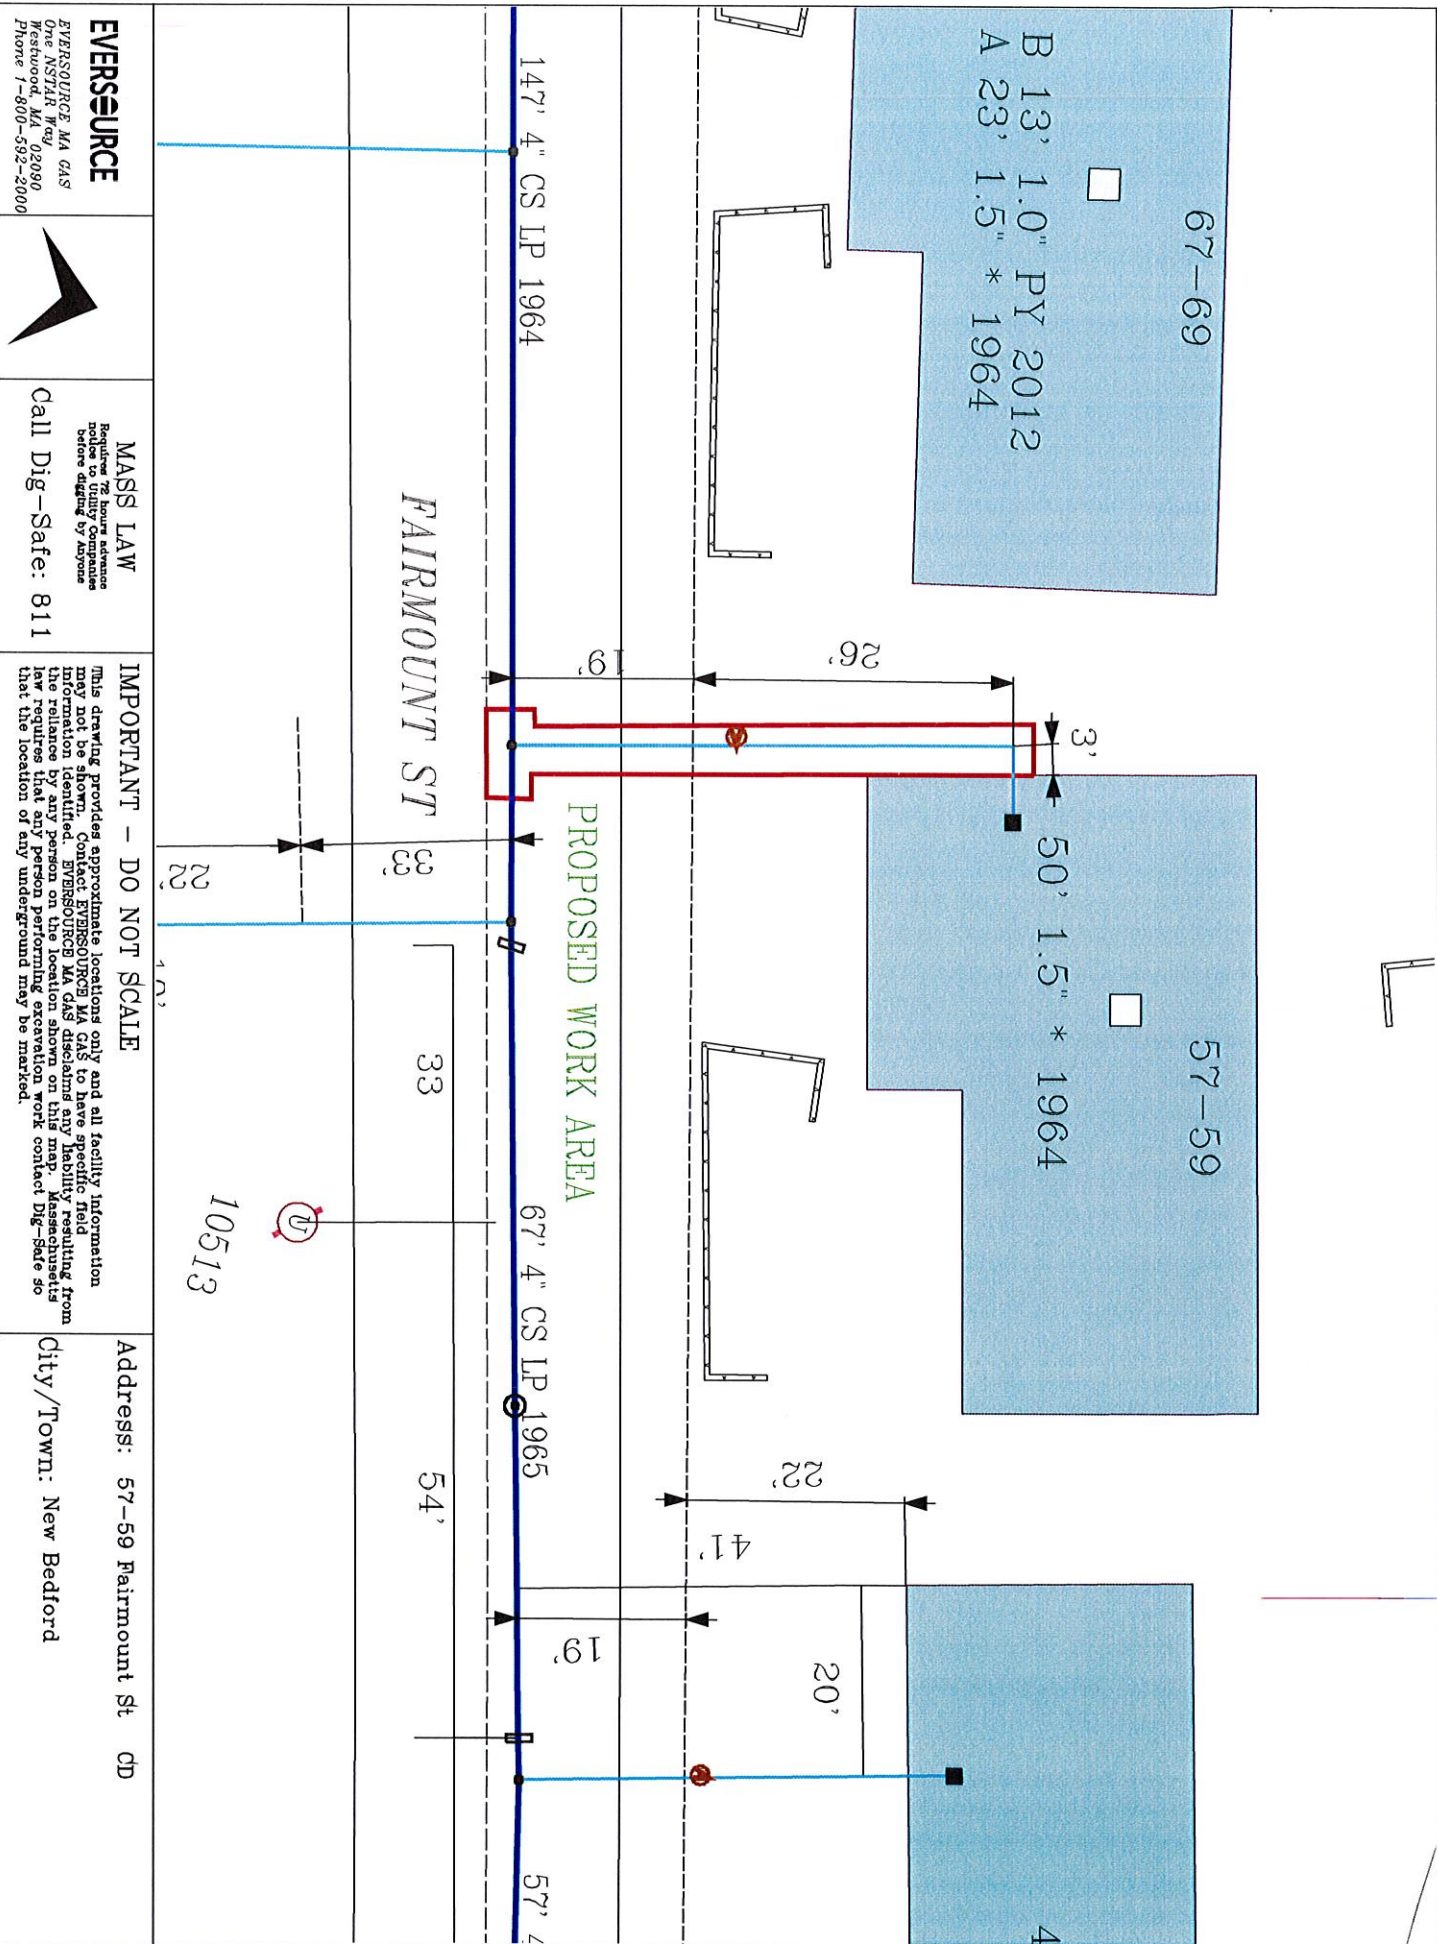 67-69
B 13' 1.0" PY 2012
A 23' 1.5" * 1964
57-59
50' 1.5" * 1964
3'
26'
19'
22'
41'
20'
19'
4
PROPOSED WORK AREA
147' 4" CS LP 1964
67' 4" CS LP 1965
57'
FAIRMOUNT ST
33'
33
54'
22'
U
10513
EVERSOURCE
EVERSOURCE MA GAS
One NSTAR Way
Westwood, MA 02090
Phone 1-800-592-2000
MASS LAW
Requires 72 hours advance
notice to Utility Companies
before digging by Anyone
Call Dig-Safe: 811
IMPORTANT - DO NOT SCALE
This drawing provides approximate locations only and all facility information
may not be shown. Contact EVERSOURCE MA GAS to have specific field
information identified. EVERSOURCE MA GAS disclaims any liability resulting from
the reliance by any person on the location shown on this map. Massachusetts
law requires that any person performing excavation work contact Dig-Safe so
that the location of any underground may be marked.
Address: 57-59 Fairmount St CD
City/Town: New Bedford